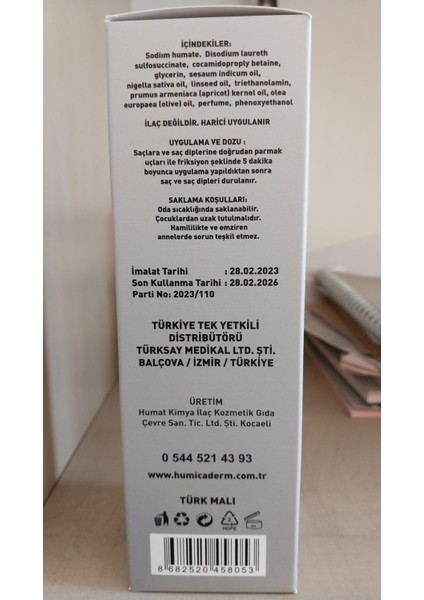 İÇİNDEKİLER:
Sodium humate. Disodium laureth
sulfosuccinate, cocamidoproply betaine,
glycerin, sesaum indicum oil,
nigella sativa oil, linseed oil, triethanolamin,
prumus armeniaca (apricot) kernel oil, olea
europaea (olive) oil, perfume, phenoxyethanol
İLAÇ DEĞİLDİR. HARİCİ UYGULANIR
UYGULAMA VE DOZU :
Saçlara ve saç diplerine doğrudan parmak
uçları ile friksiyon şeklinde 5 dakika
boyunca uygulama yapıldıktan sonra
saç ve saç dipleri durulanır.
SAKLAMA KOŞULLARI:
Oda sıcaklığında saklanabilir.
Çocuklardan uzak tutulmalıdır.
Hamililikte ve emziren
annelerde sorun teşkil etmez.
İmalat Tarihi : 28.02.2023
Son Kullanma Tarihi : 28.02.2026
Parti No: 2023/110
TÜRKİYE TEK YETKİLİ
DİSTRİBÜTÖRÜ
TÜRKSAY MEDİKAL LTD. ŞTİ.
BALÇOVA / İZMİR / TÜRKİYE
ÜRETİM
Humat Kimya İlaç Kozmetik Gıda
Çevre San. Tic. Ltd. Şti. Kocaeli
0 544 521 43 93
www.humicaderm.com.tr
TÜRK MALI
2
HDPE
8 682520 458053